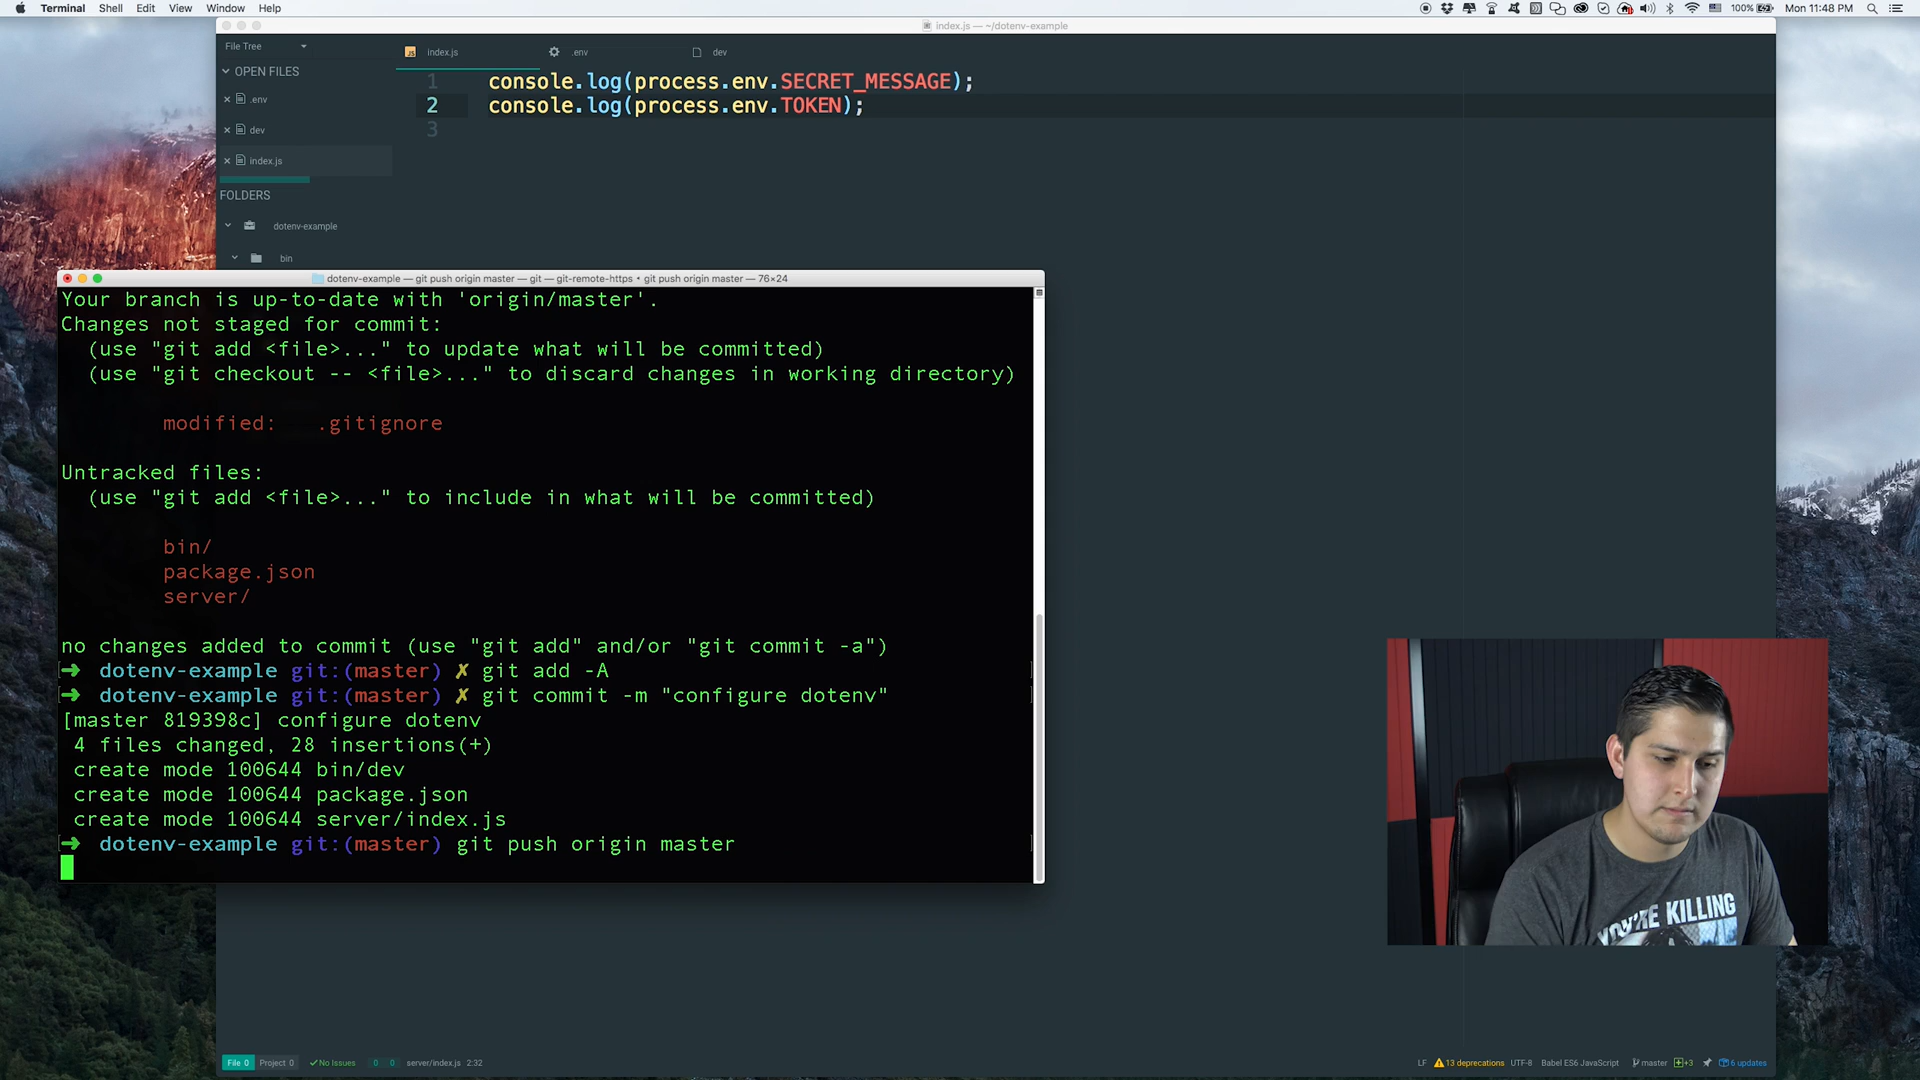 Terminal Shell Edit View Window Help
100% Mon 11:48 PM
index.js — ~/dotenv-example
File Tree
index.js .env dev
OPEN FILES
.env
dev
index.js
FOLDERS
dotenv-example
bin
1 console.log(process.env.SECRET_MESSAGE);
2 console.log(process.env.TOKEN);
3
dotenv-example — git push origin master — git — git-remote-https • git push origin master — 76×24
Your branch is up-to-date with 'origin/master'.
Changes not staged for commit:
(use "git add <file>..." to update what will be committed)
(use "git checkout -- <file>..." to discard changes in working directory)
modified: .gitignore
Untracked files:
(use "git add <file>..." to include in what will be committed)
bin/
package.json
server/
no changes added to commit (use "git add" and/or "git commit -a")
➜ dotenv-example git:(master) ✗ git add -A
➜ dotenv-example git:(master) ✗ git commit -m "configure dotenv"
[master 819398c] configure dotenv
4 files changed, 28 insertions(+)
create mode 100644 bin/dev
create mode 100644 package.json
create mode 100644 server/index.js
➜ dotenv-example git:(master) git push origin master
YOU'RE KILLING
File 0 Project 0 No Issues 0 0 server/index.js 2:32
LF 13 deprecations UTF-8 Babel ES6 JavaScript master +3 6 updates